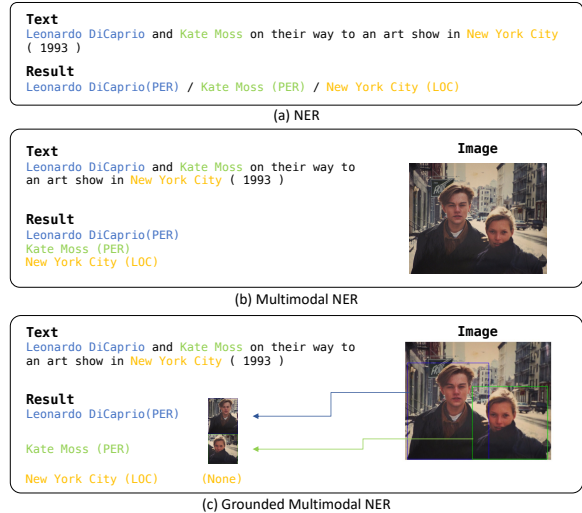 Text
Leonardo DiCaprio and Kate Moss on their way to an art show in New York City
( 1993 )
Result
Leonardo DiCaprio(PER) / Kate Moss (PER) / New York City (LOC)
(a) NER
Text
Leonardo DiCaprio and Kate Moss on their way to
an art show in New York City ( 1993 )
Image
Result
Leonardo DiCaprio(PER)
Kate Moss (PER)
New York City (LOC)
(b) Multimodal NER
Text
Leonardo DiCaprio and Kate Moss on their way to
an art show in New York City ( 1993 )
Image
Result
Leonardo DiCaprio(PER)
Kate Moss (PER)
New York City (LOC) (None)
(c) Grounded Multimodal NER